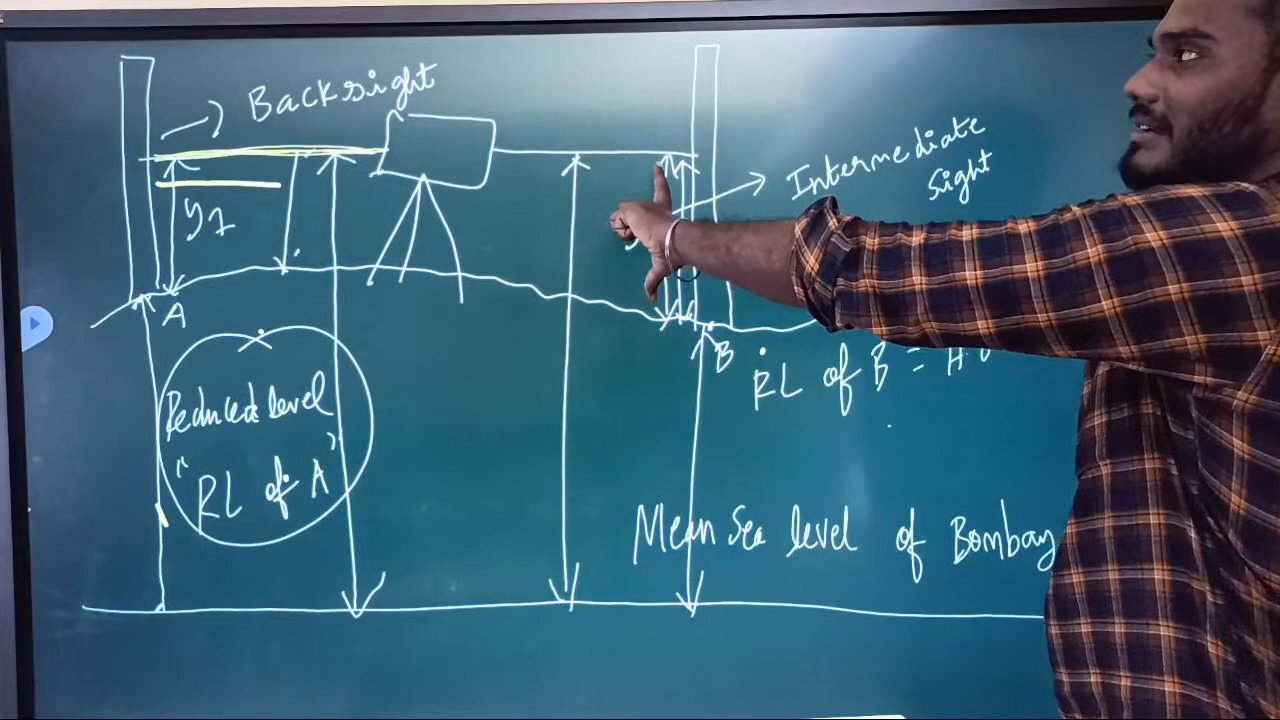 Backsight
Intermediate
Sight
y1
A
B
RL of B =
Reduced level
"RL of A"
Mean Sea level of Bombay